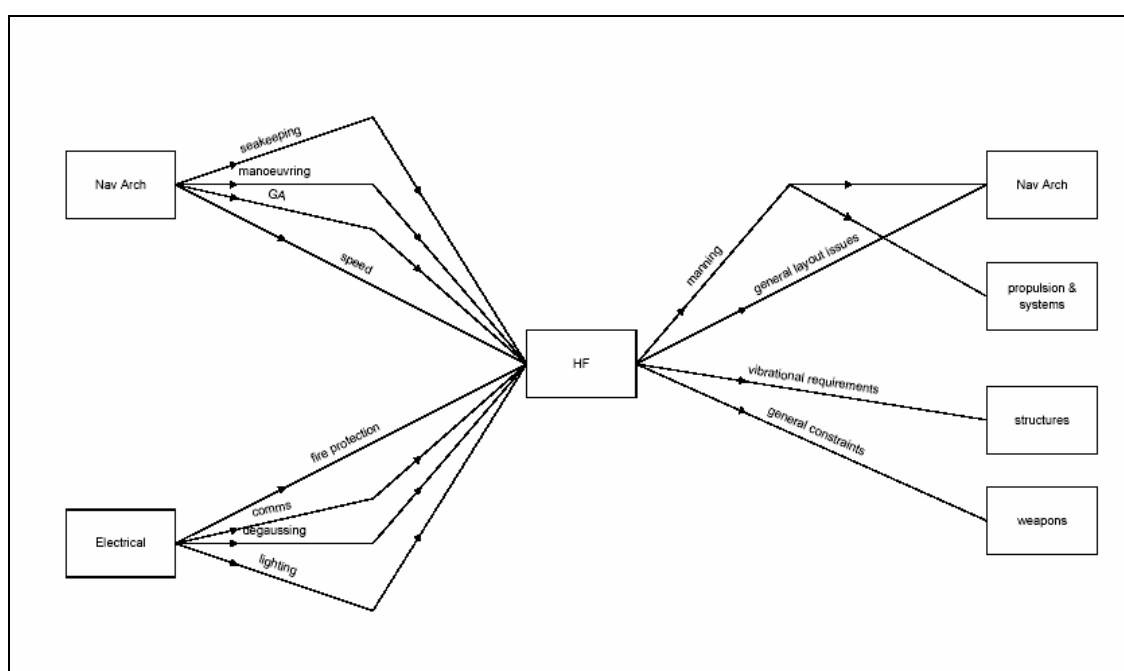 seakeeping
Nav Arch
manoeuvring
GA
speed
fire protection
comms
degaussing
Electrical
lighting
HF
manning
general layout issues
vibrational requirements
general constraints
Nav Arch
propulsion &
systems
structures
weapons